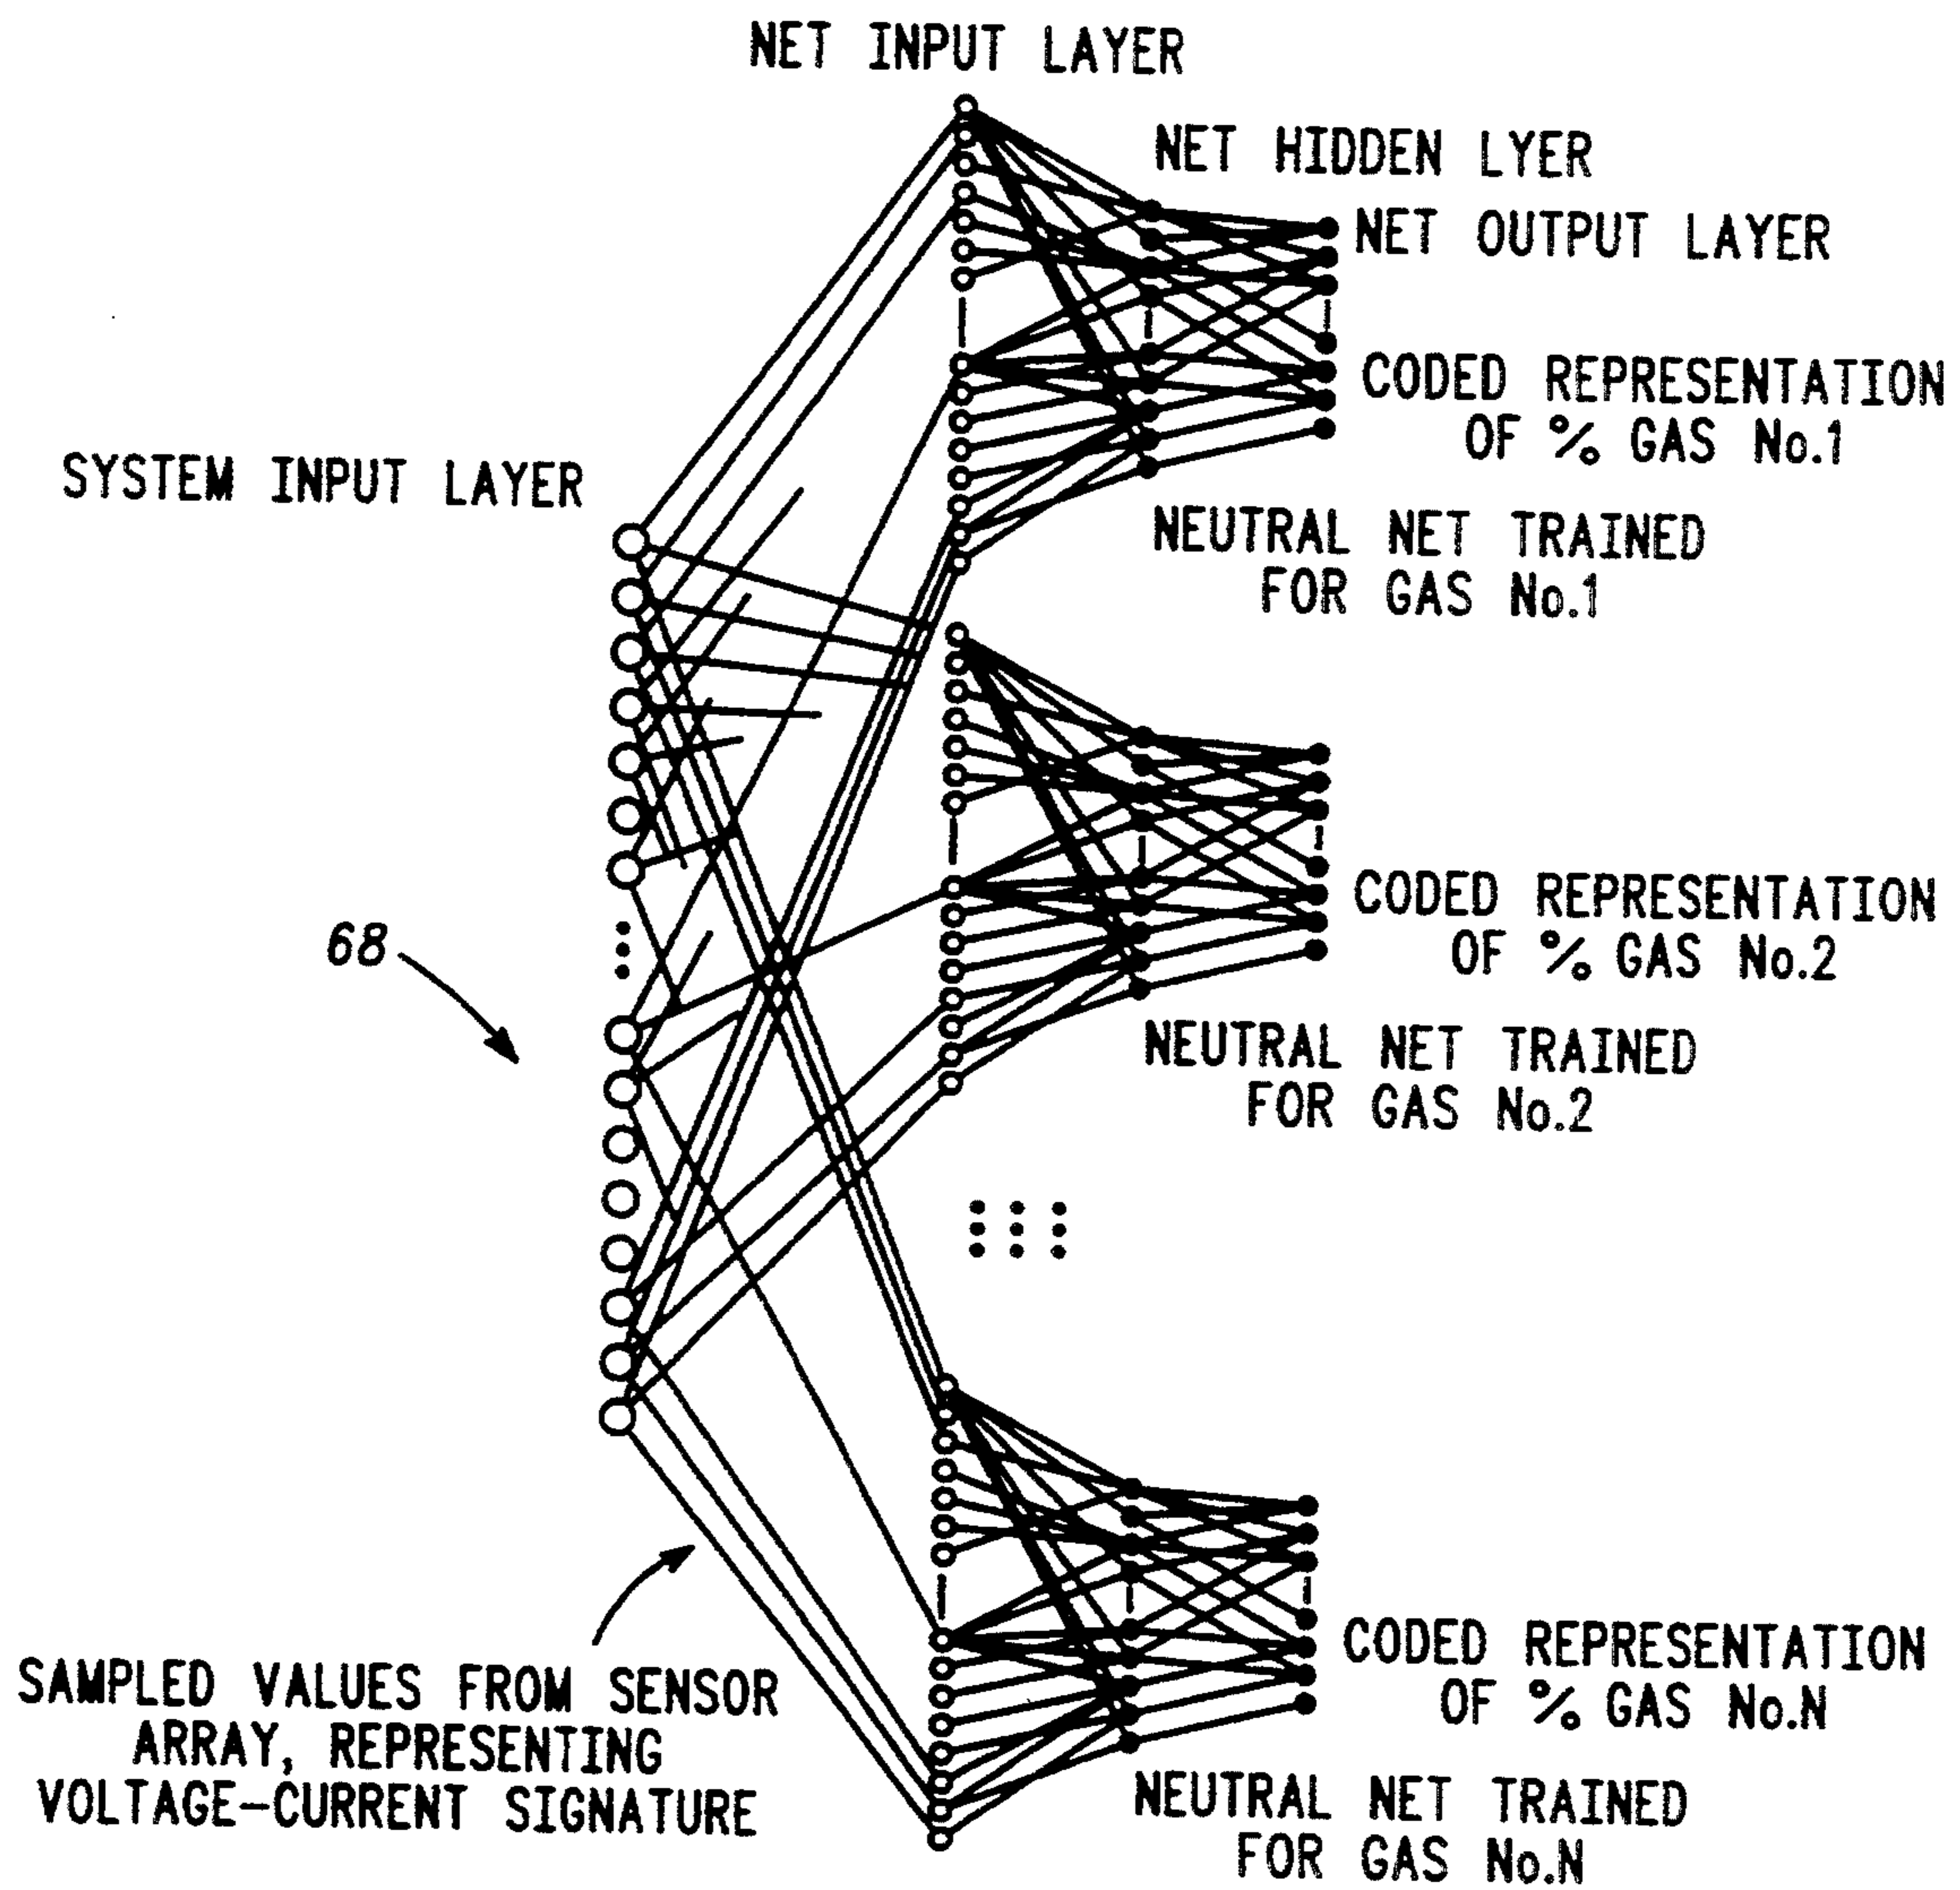 NET INPUT LAYER
NET HIDDEN LYER
NET OUTPUT LAYER
CODED REPRESENTATION
OF % GAS No.1
SYSTEM INPUT LAYER
NEUTRAL NET TRAINED
FOR GAS No.1
68
CODED REPRESENTATION
OF % GAS No.2
NEUTRAL NET TRAINED
FOR GAS No.2
CODED REPRESENTATION
OF % GAS No.N
SAMPLED VALUES FROM SENSOR
ARRAY, REPRESENTING
VOLTAGE-CURRENT SIGNATURE
NEUTRAL NET TRAINED
FOR GAS No.N